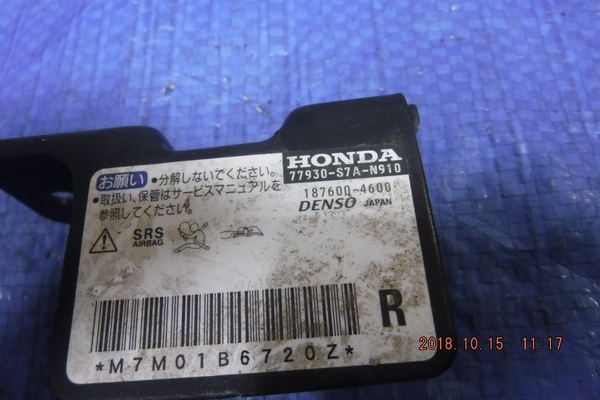 お願い ・分解しないでください。
・取扱い、保管はサービスマニュアルを
参照してください。
HONDA
77930-S7A-N910
187600-4600
DENSO JAPAN
SRS
AIRBAG
R
*M7M01B6720Z*
2018.10.15 11:17